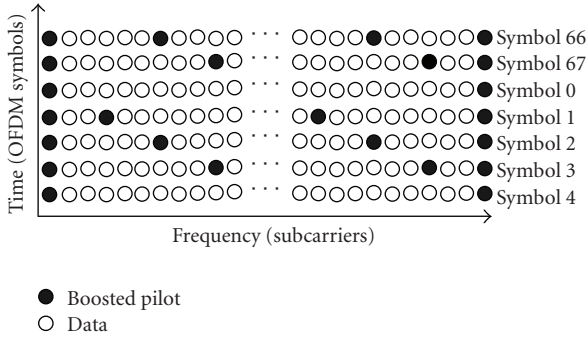 Time (OFDM symbols)
Symbol 66
Symbol 67
Symbol 0
Symbol 1
Symbol 2
Symbol 3
Symbol 4
Frequency (subcarriers)
Boosted pilot
Data